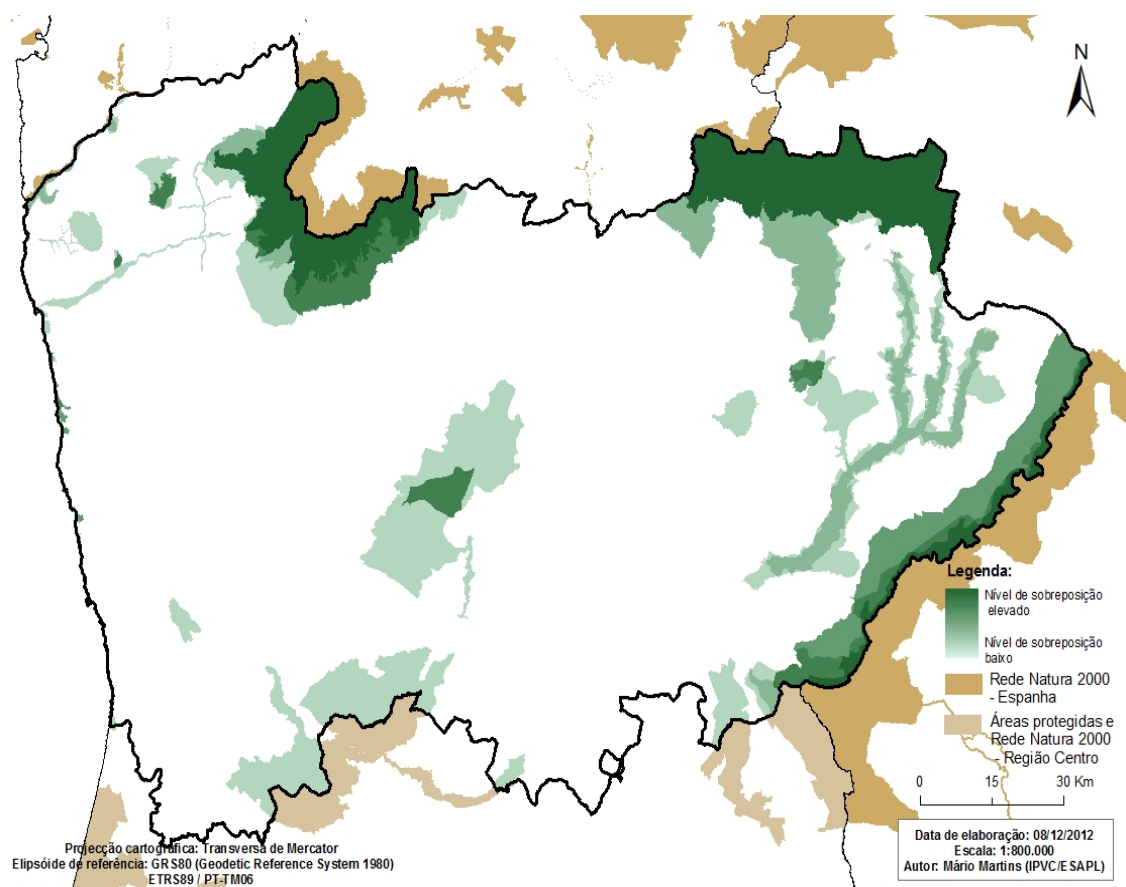 N
Legenda:
Nível de sobreposição
elevado
Nível de sobreposição
baixo
Rede Natura 2000
- Espanha
Áreas protegidas e
Rede Natura 2000
- Região Centro
0 15 30 Km
Projecção cartográfica: Transversa de Mercator
Elipsóide de referência: GRS80 (Geodetic Reference System 1980)
ETRS89 / PT-TM06
Data de elaboração: 08/12/2012
Escala: 1:800.000
Autor: Mário Martins (IPVC/ESAPL)